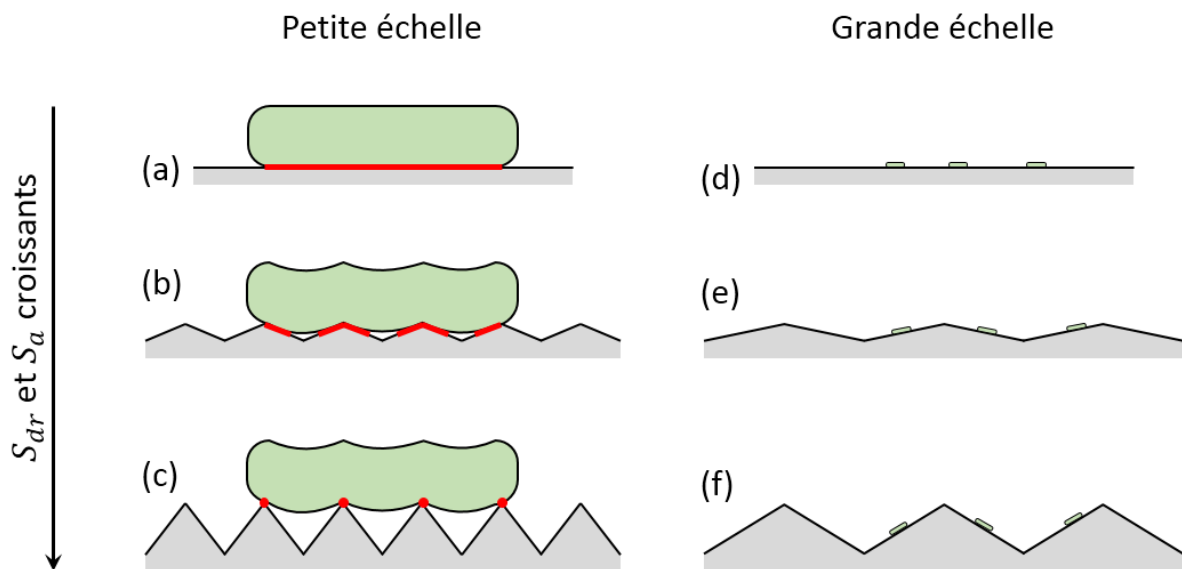 Petite échelle
Grande échelle
S_dr et S_a croissants
(a)
(d)
(b)
(e)
(c)
(f)